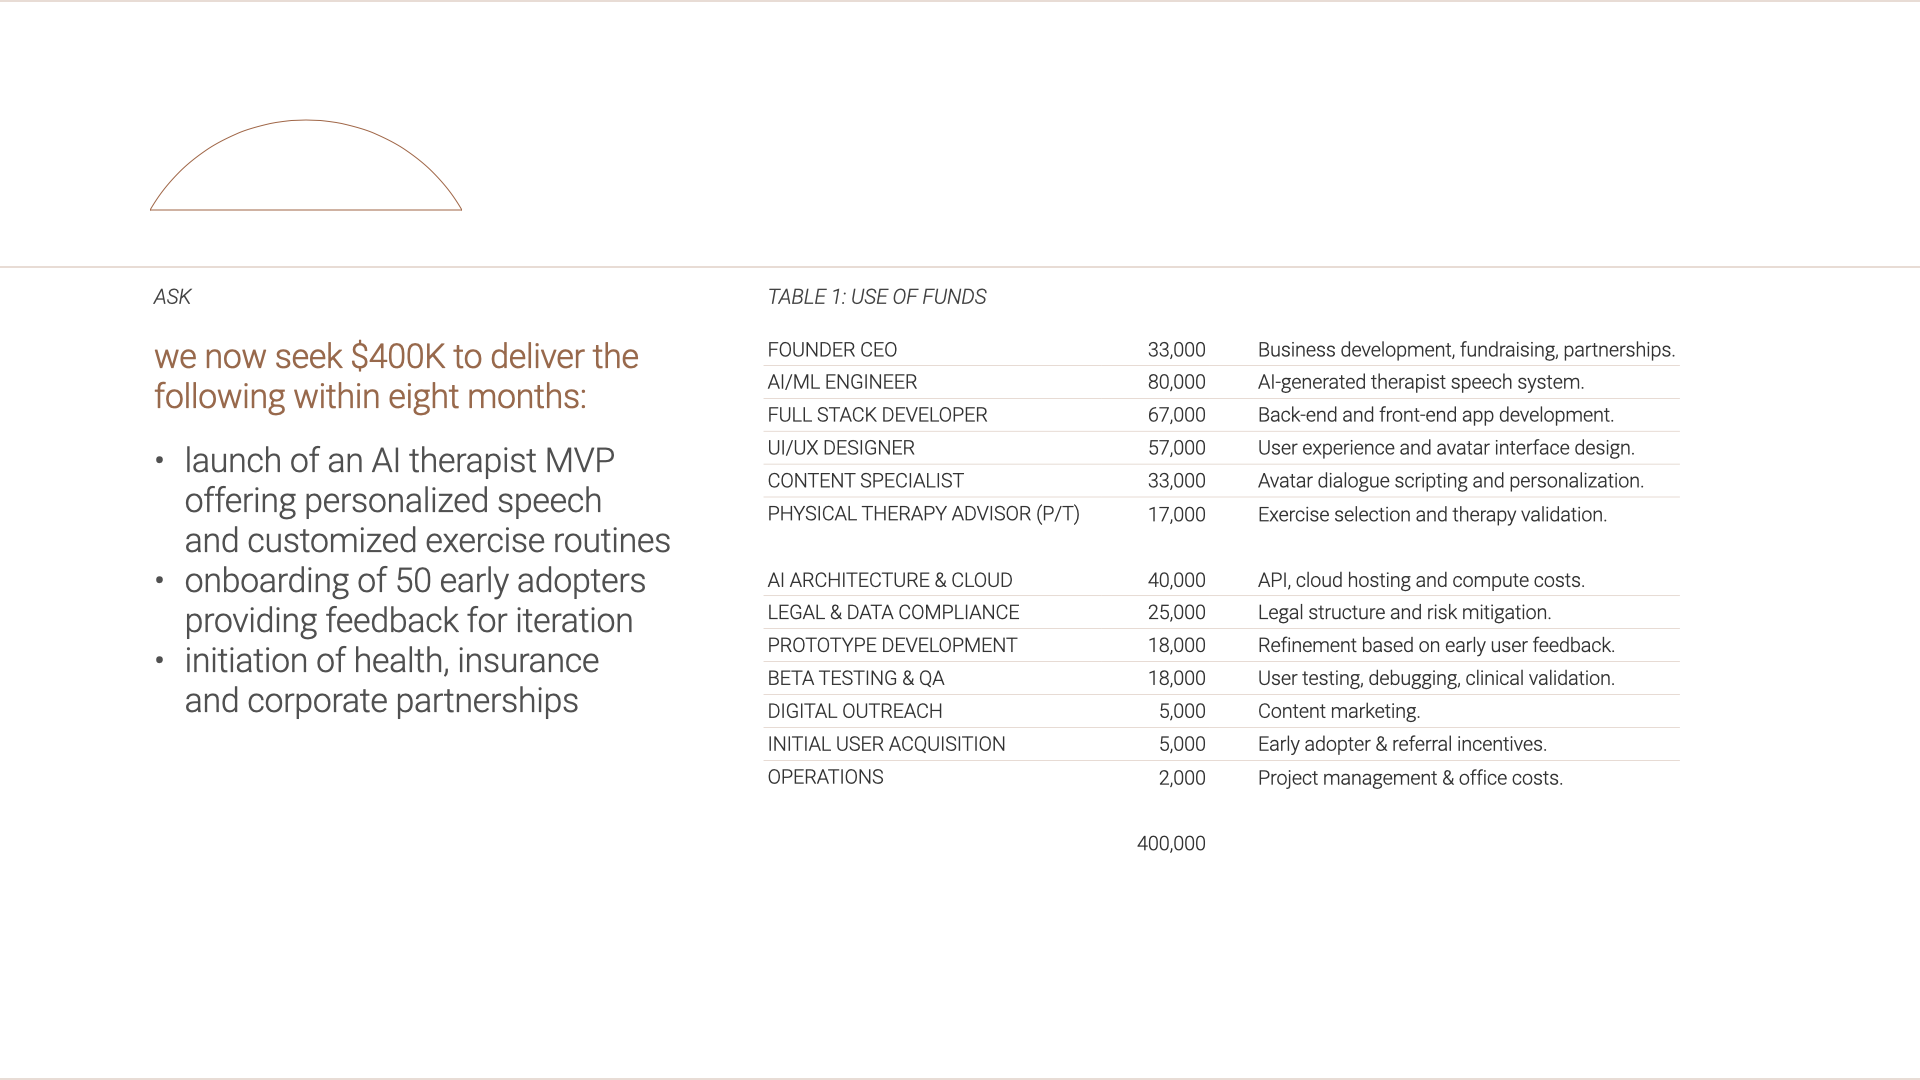 ASK
we now seek $400K to deliver the
following within eight months:
• launch of an AI therapist MVP
offering personalized speech
and customized exercise routines
• onboarding of 50 early adopters
providing feedback for iteration
• initiation of health, insurance
and corporate partnerships
TABLE 1: USE OF FUNDS
FOUNDER CEO 33,000 Business development, fundraising, partnerships.
AI/ML ENGINEER 80,000 AI-generated therapist speech system.
FULL STACK DEVELOPER 67,000 Back-end and front-end app development.
UI/UX DESIGNER 57,000 User experience and avatar interface design.
CONTENT SPECIALIST 33,000 Avatar dialogue scripting and personalization.
PHYSICAL THERAPY ADVISOR (P/T) 17,000 Exercise selection and therapy validation.
AI ARCHITECTURE & CLOUD 40,000 API, cloud hosting and compute costs.
LEGAL & DATA COMPLIANCE 25,000 Legal structure and risk mitigation.
PROTOTYPE DEVELOPMENT 18,000 Refinement based on early user feedback.
BETA TESTING & QA 18,000 User testing, debugging, clinical validation.
DIGITAL OUTREACH 5,000 Content marketing.
INITIAL USER ACQUISITION 5,000 Early adopter & referral incentives.
OPERATIONS 2,000 Project management & office costs.
400,000